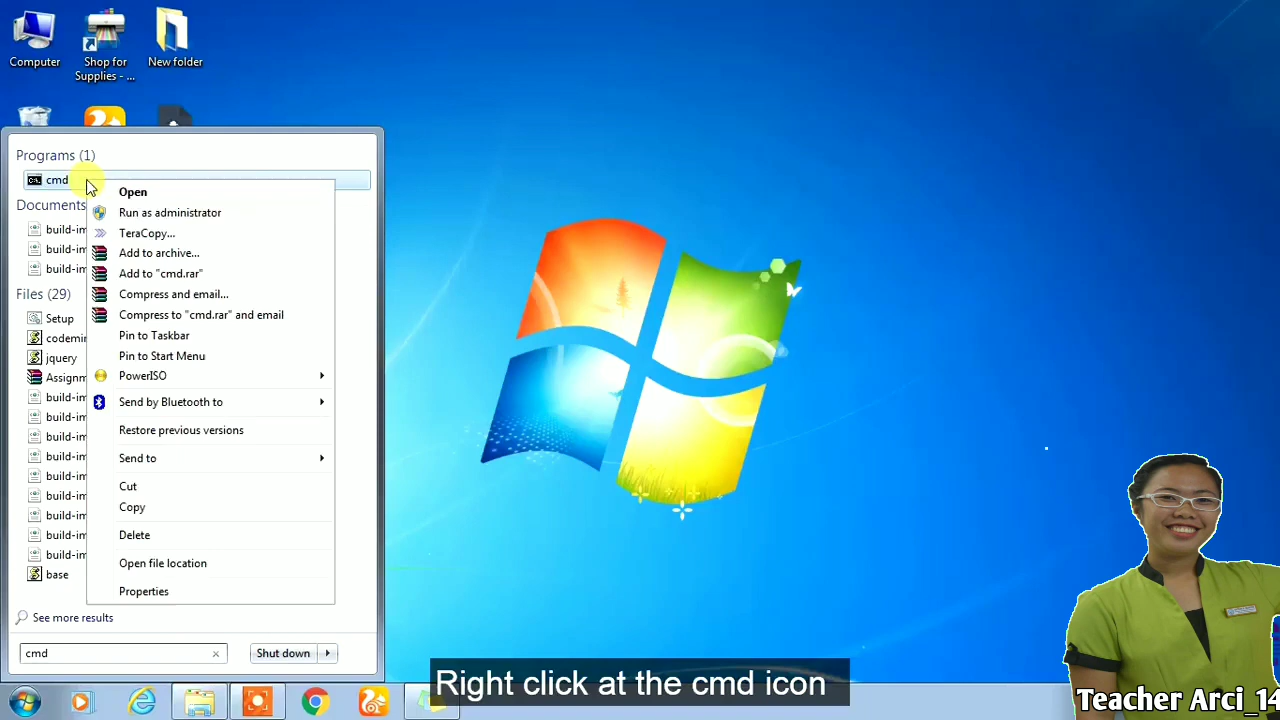 Computer
Shop for
Supplies - ...
New folder
Programs (1)
cmd
Open
Run as administrator
TeraCopy...
Add to archive...
Add to "cmd.rar"
Compress and email...
Compress to "cmd.rar" and email
Pin to Taskbar
Pin to Start Menu
PowerISO
Send by Bluetooth to
Restore previous versions
Send to
Cut
Copy
Delete
Open file location
Properties
Documents
build-im
build-im
build-im
Files (29)
Setup
codemir
jquery
Assignm
build-im
build-im
build-im
build-im
build-im
build-im
build-im
build-im
build-im
base
See more results
cmd
Shut down
Right click at the cmd icon
Teacher Arci_14